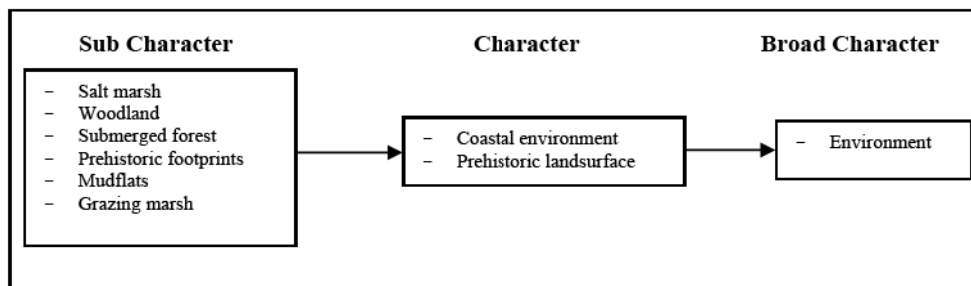 Sub Character
- Salt marsh
- Woodland
- Submerged forest
- Prehistoric footprints
- Mudflats
- Grazing marsh
Character
- Coastal environment
- Prehistoric landsurface
Broad Character
- Environment